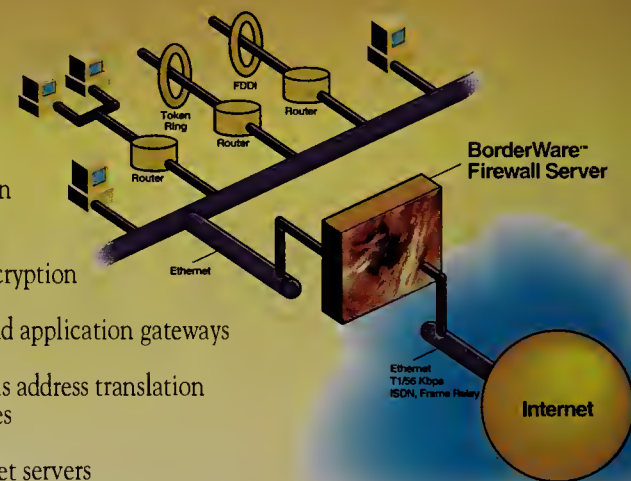 FDDI
Token
Ring
Router
Router
Router
BorderWare™
Firewall Server
Ethernet
cryption
d application gateways
s address translation
es
et servers
Ethernet
T1/56 Kbps
ISDN, Frame Relay
Internet